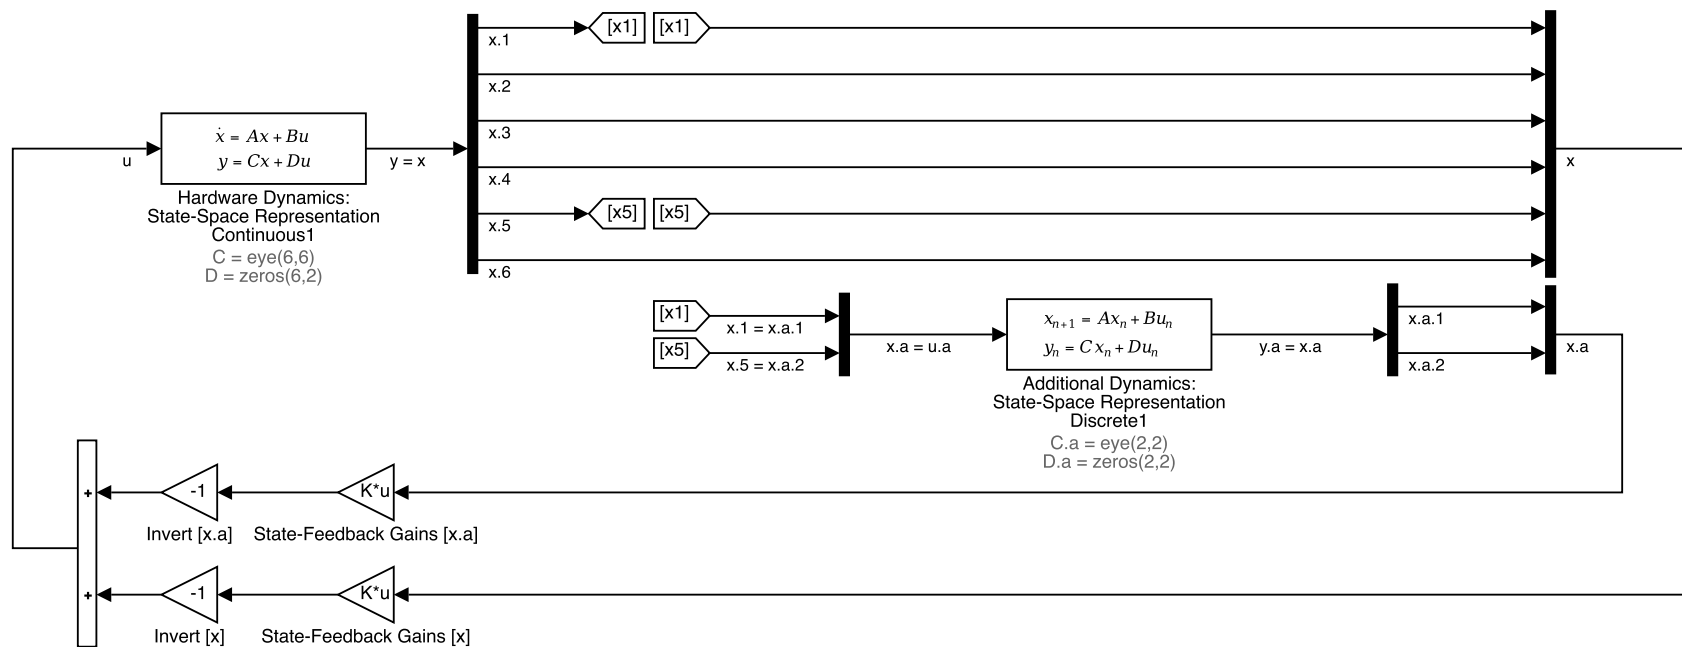 [x1]
[x1]
x.1
x.2
x.3
x.4
[x5]
[x5]
x.5
x.6
u
ẋ = Ax + Bu
y = Cx + Du
y = x
x
Hardware Dynamics:
State-Space Representation
Continuous1
C = eye(6,6)
D = zeros(6,2)
[x1]
x.1 = x.a.1
[x5]
x.5 = x.a.2
x.a = u.a
xₙ₊₁ = Axₙ + Buₙ
yₙ = Cxₙ + Duₙ
y.a = x.a
x.a.1
x.a.2
x.a
Additional Dynamics:
State-Space Representation
Discrete1
C.a = eye(2,2)
D.a = zeros(2,2)
+
-1
K*u
Invert [x.a]
State-Feedback Gains [x.a]
+
-1
K*u
Invert [x]
State-Feedback Gains [x]